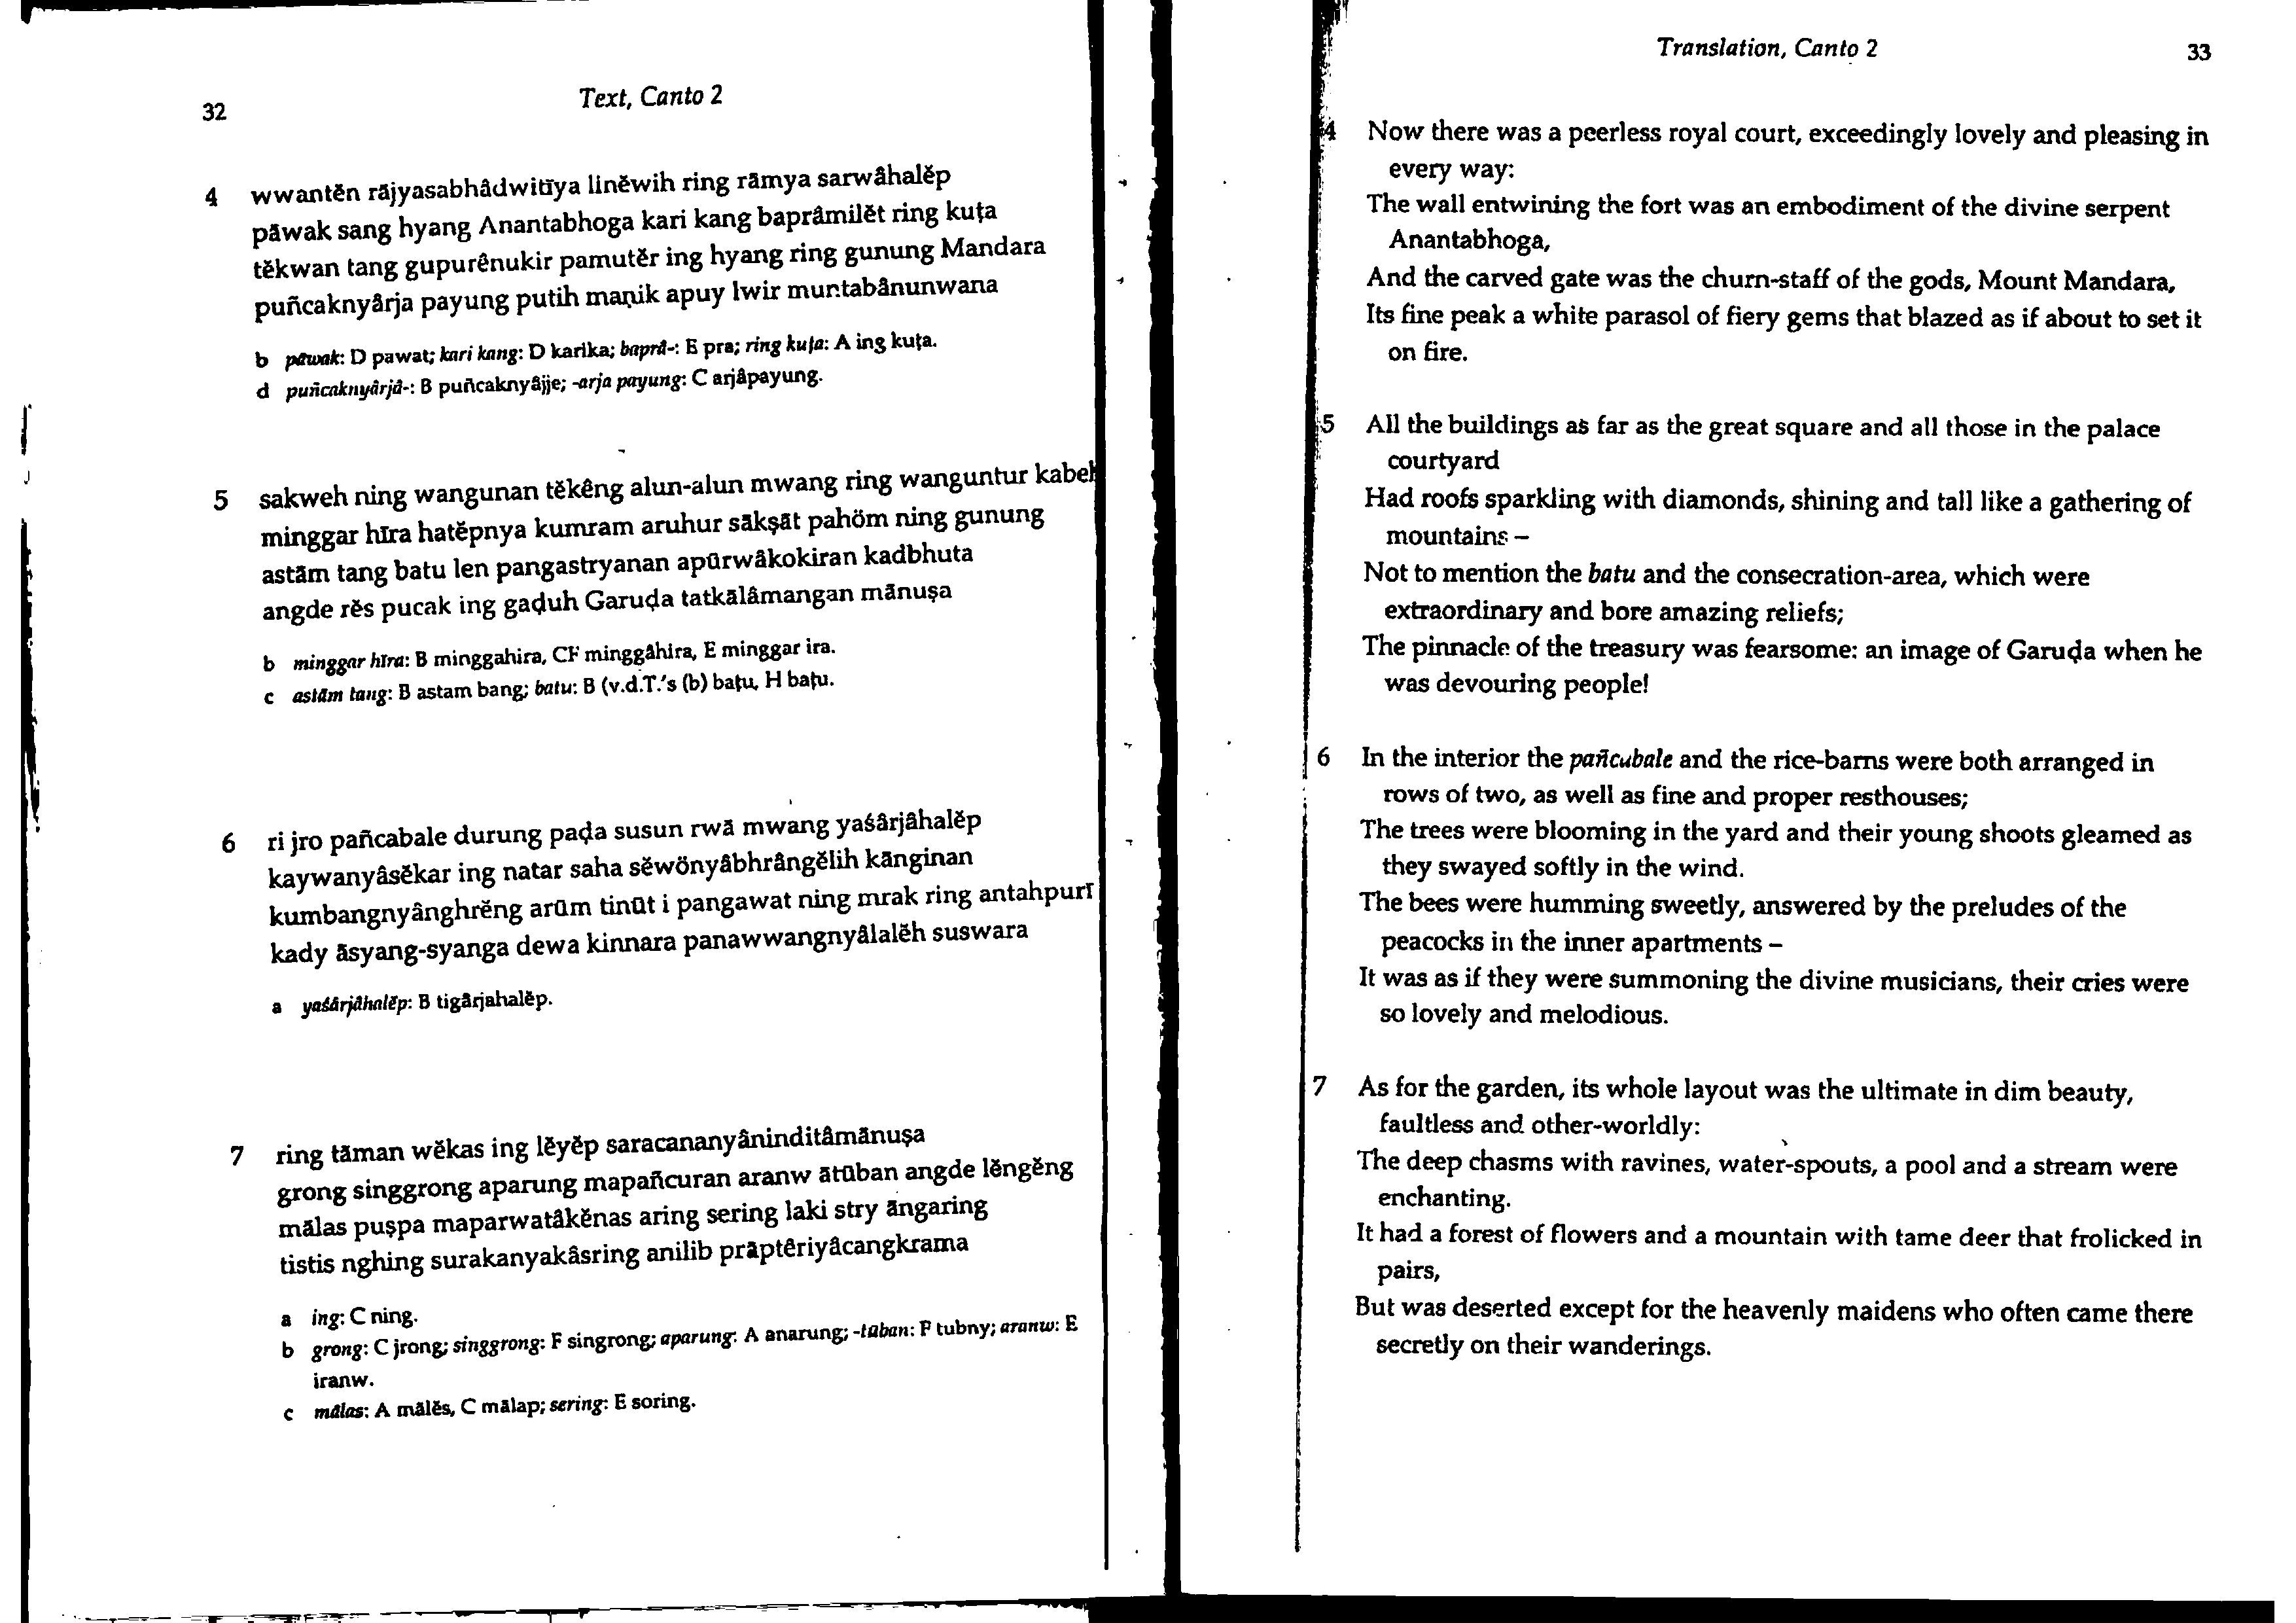 32
Text, Canto 2
4 wwantĕn rājyasabhâdwitīya linĕwih ring rāmya sarwâhalĕp
pāwak sang hyang Anantabhoga kari kang baprâmilĕt ring kuṭa
tĕkwan tang gupurênukir pamutĕr ing hyang ring gunung Mandara
puñcaknyârja payung putih maṇik apuy lwir muntabânunwana
b pāwak: D pawat; kari kang: D karika; baprâ-: E pra; ring kuṭa: A ing kuṭa.
d puñcaknyârjâ-: B puñcaknyâjje; -arja payung: C arjâpayung.
5 sakweh ning wangunan tĕkêng alun-alun mwang ring wanguntur kabeh
minggar hīra hatĕpnya kumram aruhur sākṣāt pahöm ning gunung
astām tang batu len pangastryanan apūrwâkokiran kadbhuta
angde rĕs pucak ing gaḍuh Garuḍa tatkālâmangan mānuṣa
b minggar hīra: B minggahira, CF minggâhira, E minggar ira.
c astām tang: B astam bang; batu: B (v.d.T.'s (b) baṭu, H baṭu.
6 ri jro pañcabale durung paḍa susun rwā mwang yaśârjâhalĕp
kaywanyâsĕkar ing natar saha sĕwönyâbhrângĕlih kānginan
kumbangnyânghrĕng arūm tinūt i pangawat ning mrak ring antahpurī
kady āsyang-syanga dewa kinnara panawwangnyâlalĕh suswara
a yaśârjâhalĕp: B tigârjahalĕp.
7 ring tāman wĕkas ing lĕyĕp saracananyâninditâmānuṣa
grong singgrong aparung mapañcuran aranw ātūban angde lĕngĕng
mālas puṣpa maparwatâkĕnas aring sering laki stry āngaring
tistis nghing surakanyakâsring anilib prāptêriyâcangkrama
a ing: C ning.
b grong: C jrong; singgrong: F singrong; aparung: A anarung; -tūban: F tubny; aranw: E
iranw.
c mālas: A mālĕs, C mālap; sering: E soring.
Translation, Canto 2
33
4 Now there was a peerless royal court, exceedingly lovely and pleasing in
every way:
The wall entwining the fort was an embodiment of the divine serpent
Anantabhoga,
And the carved gate was the churn-staff of the gods, Mount Mandara,
Its fine peak a white parasol of fiery gems that blazed as if about to set it
on fire.
5 All the buildings as far as the great square and all those in the palace
courtyard
Had roofs sparkling with diamonds, shining and tall like a gathering of
mountains –
Not to mention the batu and the consecration-area, which were
extraordinary and bore amazing reliefs;
The pinnacle of the treasury was fearsome: an image of Garuḍa when he
was devouring people!
6 In the interior the pañcabale and the rice-barns were both arranged in
rows of two, as well as fine and proper resthouses;
The trees were blooming in the yard and their young shoots gleamed as
they swayed softly in the wind.
The bees were humming sweetly, answered by the preludes of the
peacocks in the inner apartments –
It was as if they were summoning the divine musicians, their cries were
so lovely and melodious.
7 As for the garden, its whole layout was the ultimate in dim beauty,
faultless and other-worldly:
The deep chasms with ravines, water-spouts, a pool and a stream were
enchanting.
It had a forest of flowers and a mountain with tame deer that frolicked in
pairs,
But was deserted except for the heavenly maidens who often came there
secretly on their wanderings.